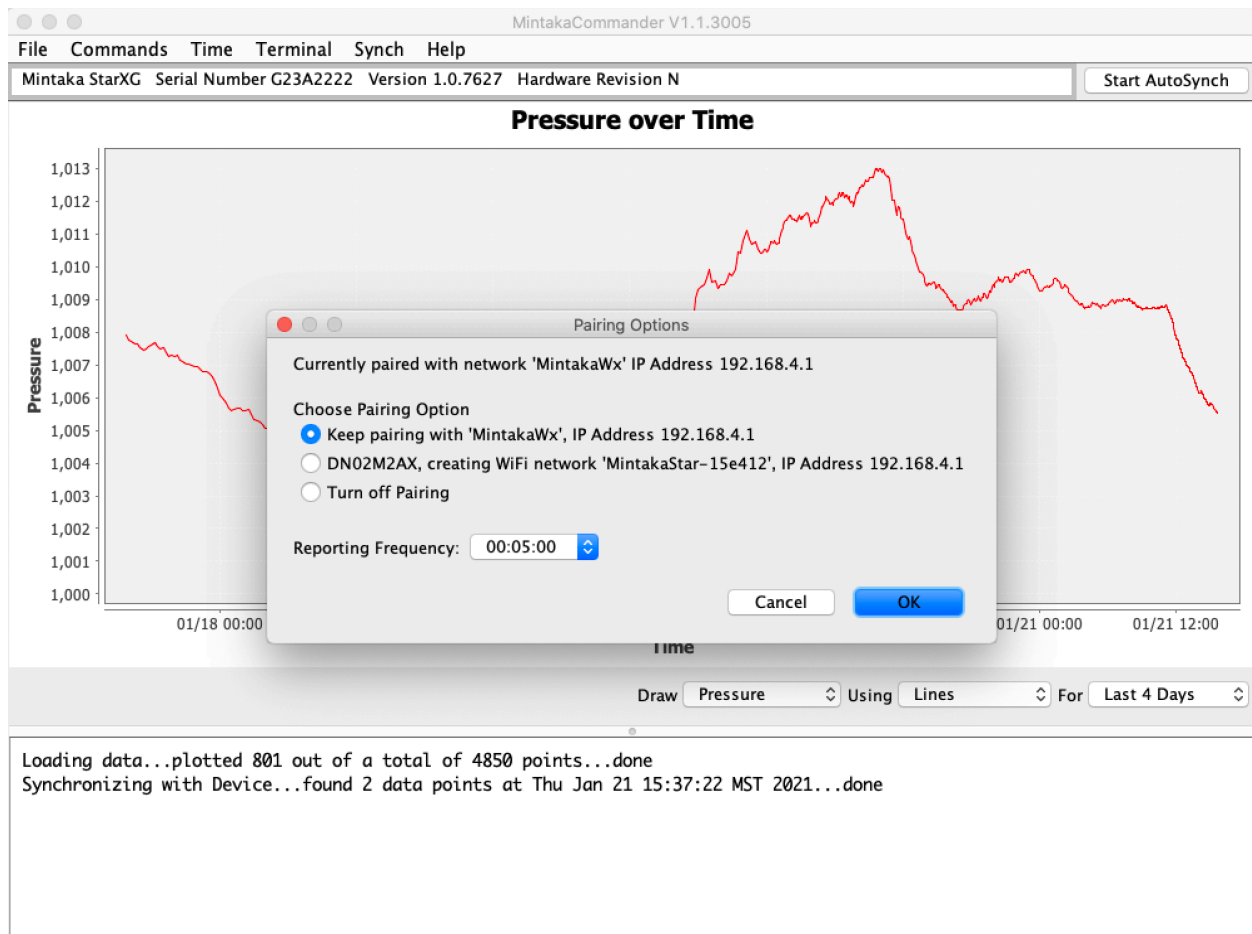 MintakaCommander V1.1.3005
File Commands Time Terminal Synch Help
Mintaka StarXG Serial Number G23A2222 Version 1.0.7627 Hardware Revision N
Start AutoSynch
Pressure over Time
1,013
1,012
1,011
1,010
1,009
1,008
1,007
1,006
1,005
1,004
1,003
1,002
1,001
1,000
Pressure
Pairing Options
Currently paired with network 'MintakaWx' IP Address 192.168.4.1
Choose Pairing Option
Keep pairing with 'MintakaWx', IP Address 192.168.4.1
DN02M2AX, creating WiFi network 'MintakaStar-15e412', IP Address 192.168.4.1
Turn off Pairing
Reporting Frequency: 00:05:00
Cancel OK
01/18 00:00 01/21 00:00 01/21 12:00
Time
Draw Pressure Using Lines For Last 4 Days
Loading data...plotted 801 out of a total of 4850 points...done
Synchronizing with Device...found 2 data points at Thu Jan 21 15:37:22 MST 2021...done